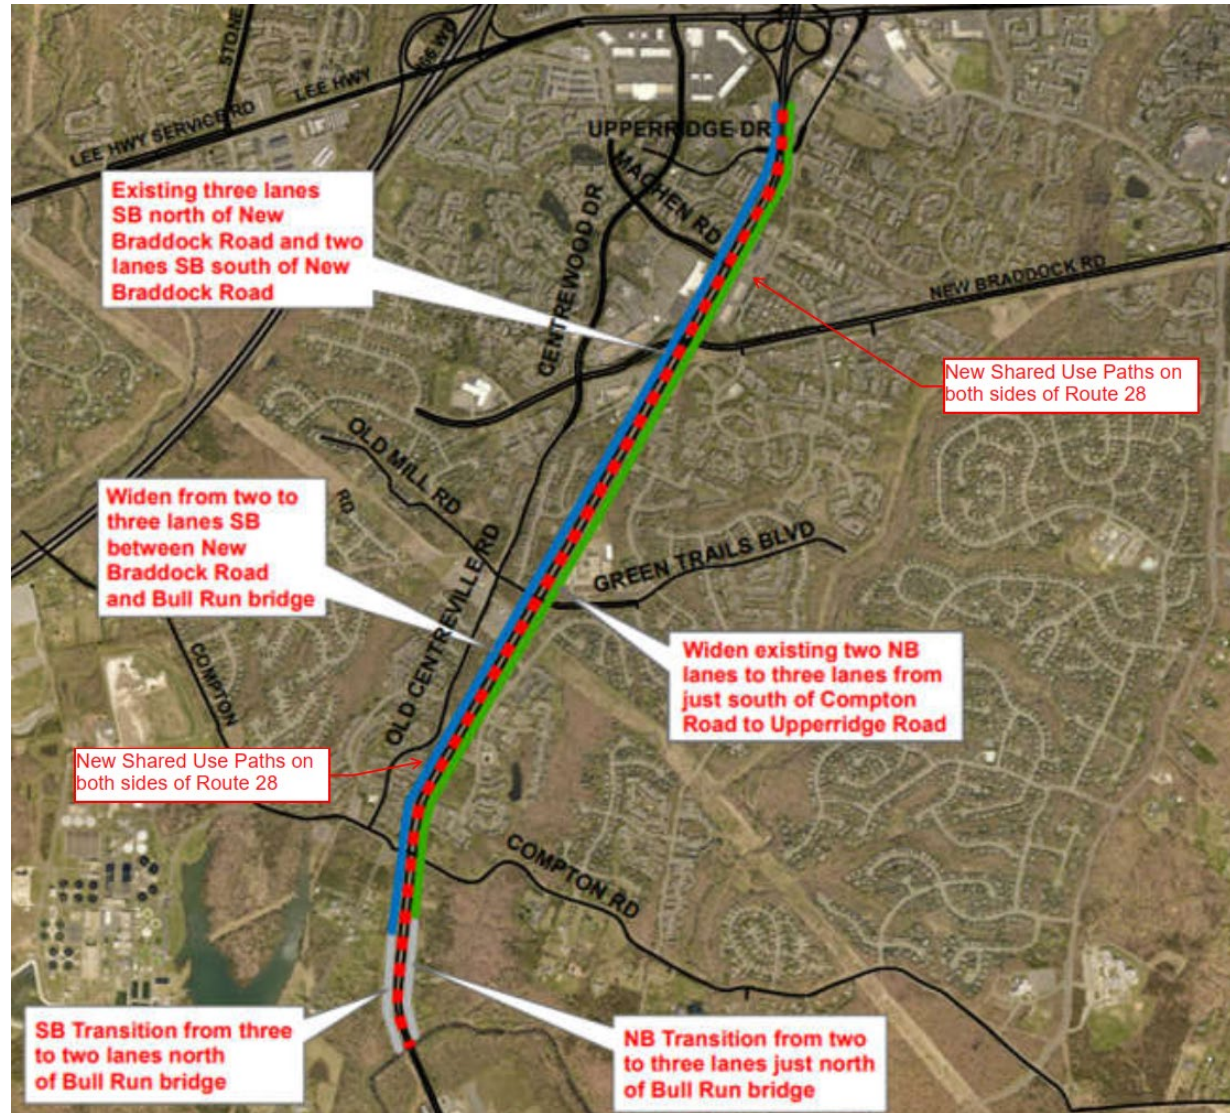 STONE
I66 WB
LEE HWY
LEE HWY SERVICE RD
UPPERRIDGE DR
MACHEN RD
Existing three lanes
SB north of New
Braddock Road and two
lanes SB south of New
Braddock Road
CENTREWOOD DR
NEW BRADDOCK RD
New Shared Use Paths on
both sides of Route 28
OLD MILL RD
RD
Widen from two to
three lanes SB
between New
Braddock Road
and Bull Run bridge
GREEN TRAILS BLVD
OLD CENTREVILLE RD
COMPTON
Widen existing two NB
lanes to three lanes from
just south of Compton
Road to Upperridge Road
New Shared Use Paths on
both sides of Route 28
COMPTON RD
SB Transition from three
to two lanes north
of Bull Run bridge
NB Transition from two
to three lanes just north
of Bull Run bridge